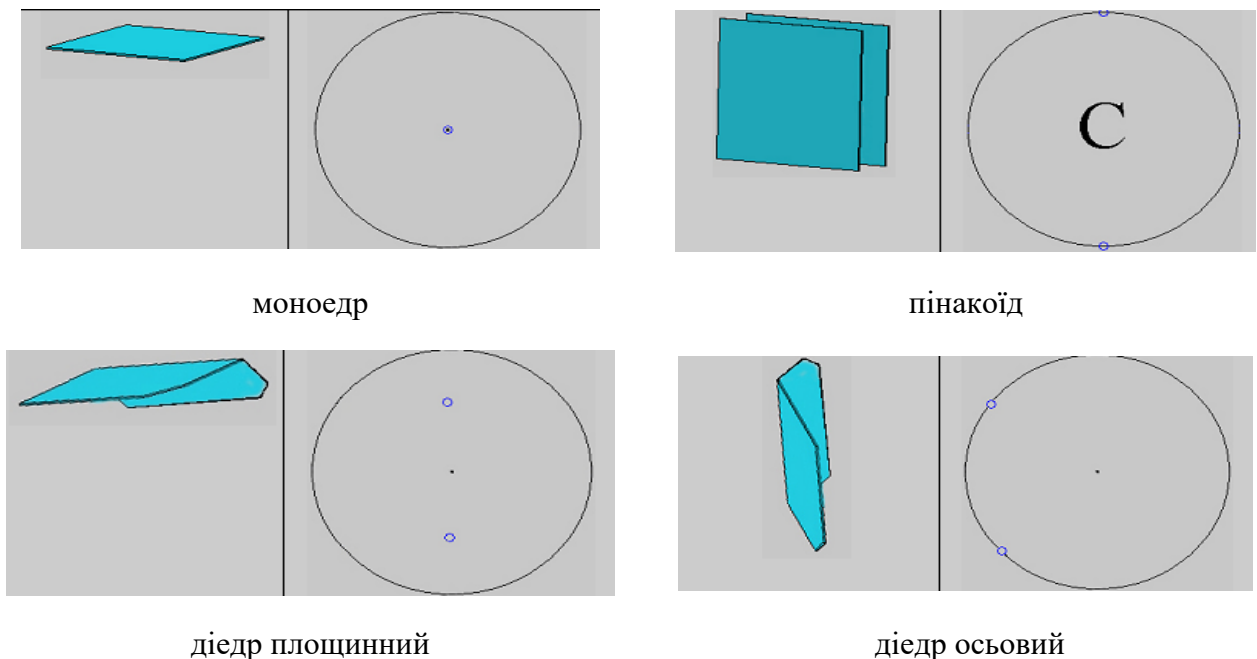 C
моноедр
пінакоїд
діедр площинний
діедр осьовий